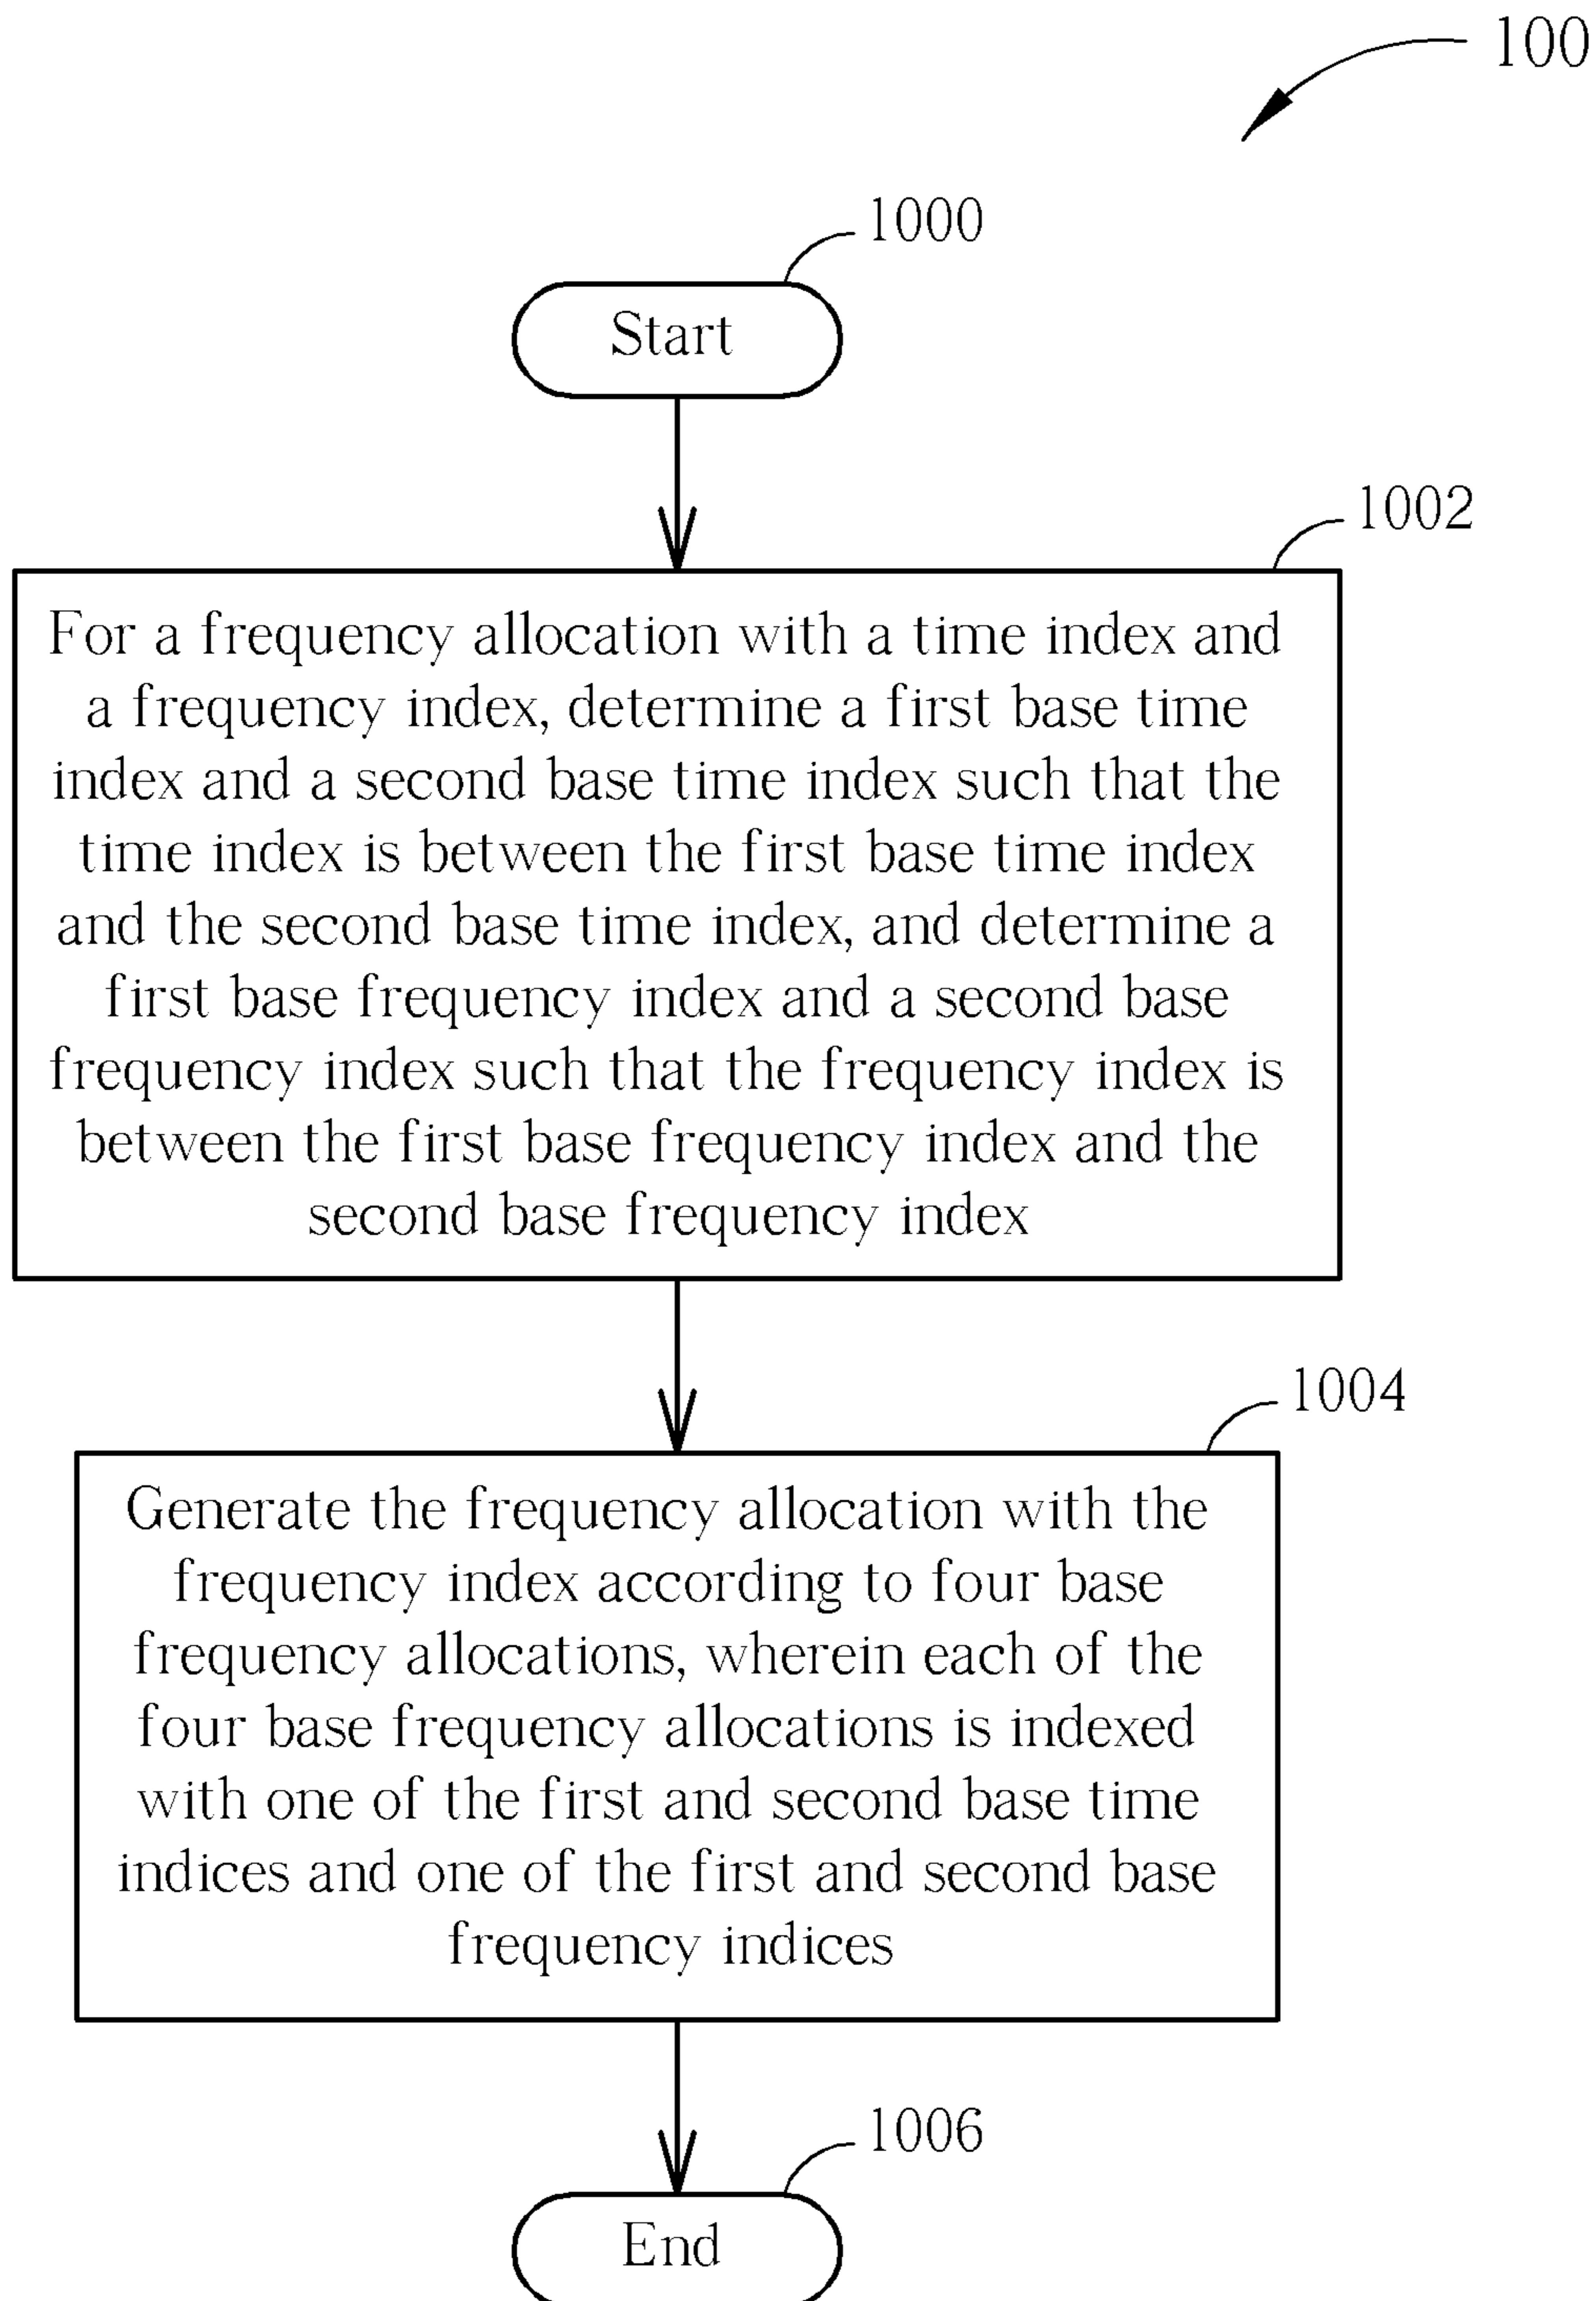 100
1000
Start
1002
For a frequency allocation with a time index and
a frequency index, determine a first base time
index and a second base time index such that the
time index is between the first base time index
and the second base time index, and determine a
first base frequency index and a second base
frequency index such that the frequency index is
between the first base frequency index and the
second base frequency index
1004
Generate the frequency allocation with the
frequency index according to four base
frequency allocations, wherein each of the
four base frequency allocations is indexed
with one of the first and second base time
indices and one of the first and second base
frequency indices
1006
End